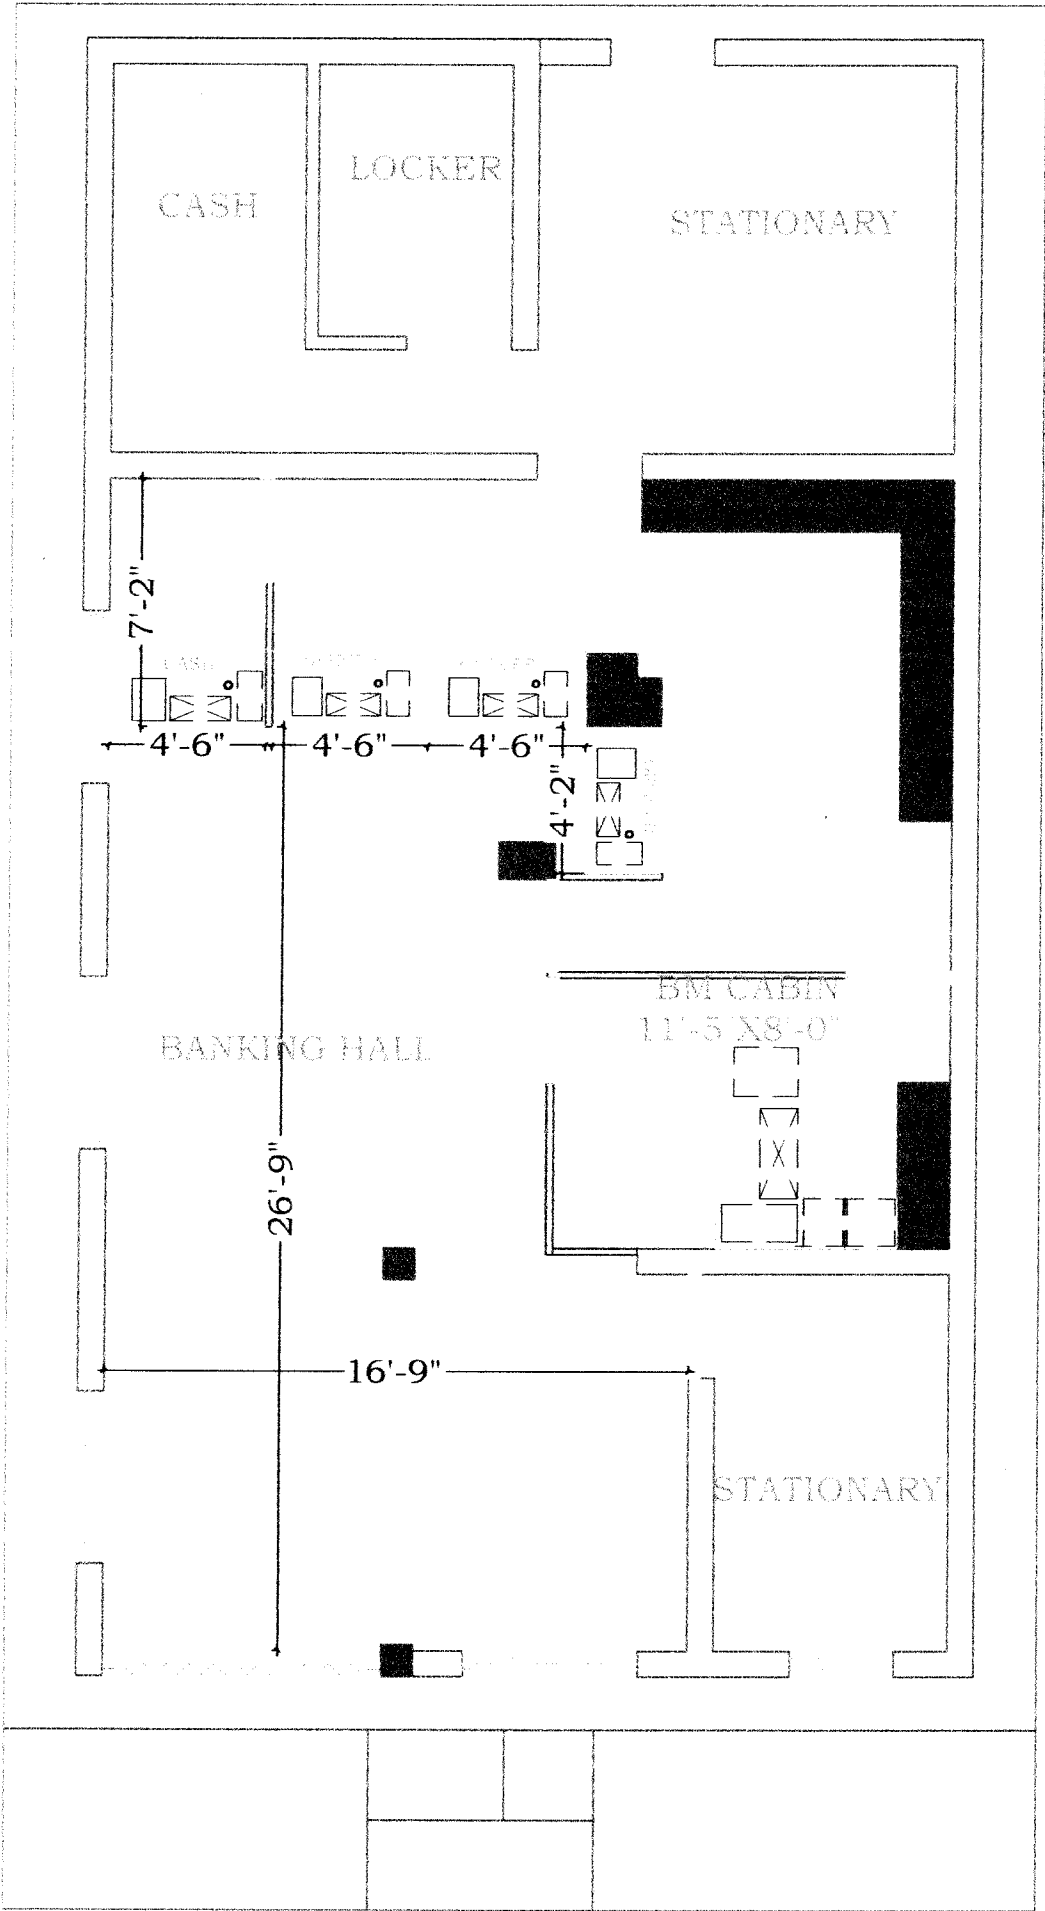 LOCKER
CASH
STATIONARY
7'-2"
CASH
4'-6"
4'-6"
4'-6"
4'-2"
BM CABIN
11'-5"X8'-0"
BANKING HALL
26'-9"
16'-9"
STATIONARY